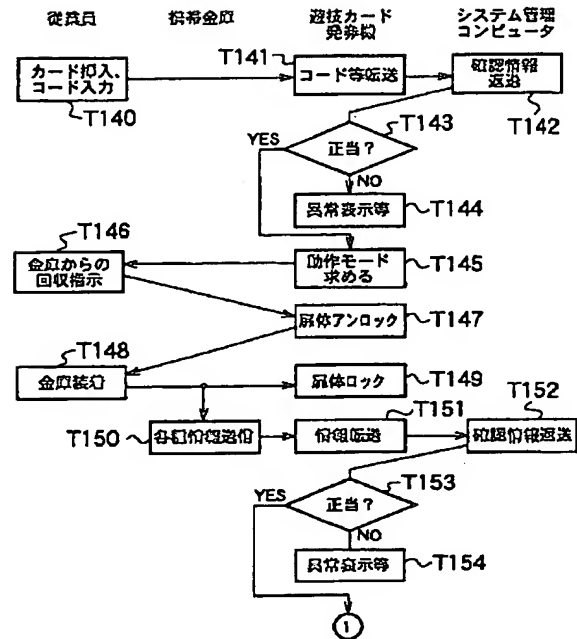 従業員
携帯金庫
遊技カード
発券機
システム管理
コンピュータ
カード挿入、
コード入力
T140
T141
コード等転送
確認情報
返送
T142
T143
正当?
YES
NO
異常表示等
T144
T145
動作モード
求める
T146
金庫からの
回収指示
扉体アンロック
T147
T148
金庫装着
扉体ロック
T149
T150
各種情報送信
T151
情報転送
T152
確認情報返送
T153
正当?
YES
NO
異常表示等
T154
1